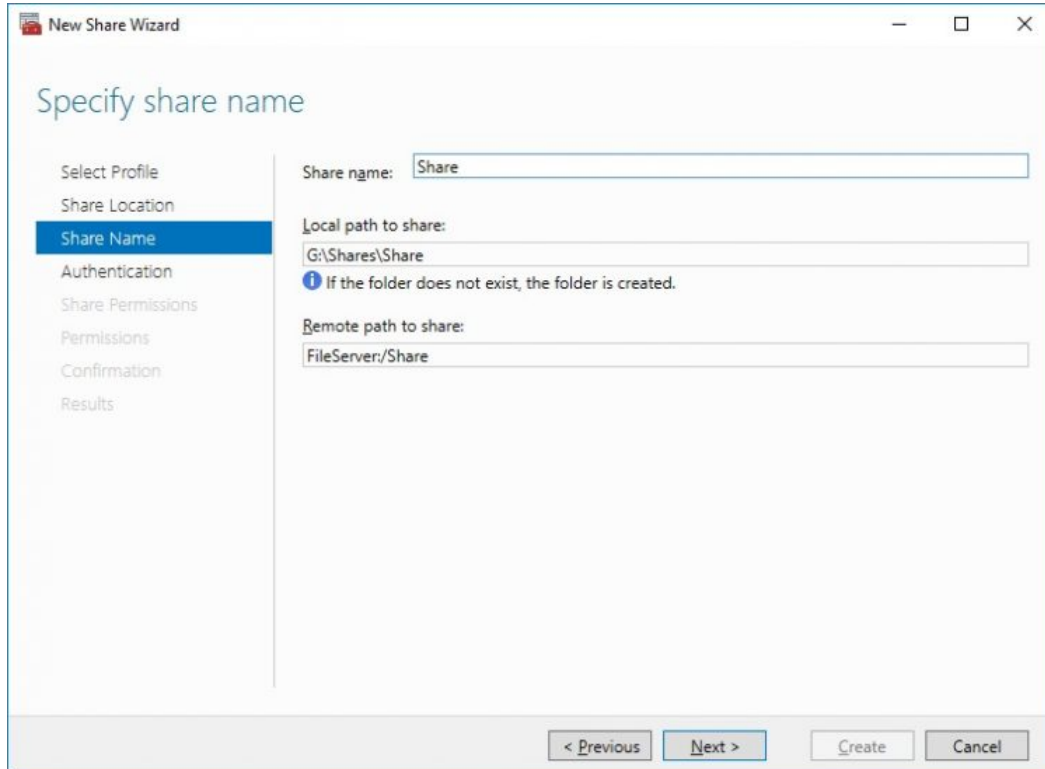 New Share Wizard
Specify share name
Select Profile
Share Location
Share Name
Authentication
Share Permissions
Permissions
Confirmation
Results
Share name: Share
Local path to share:
G:\Shares\Share
If the folder does not exist, the folder is created.
Remote path to share:
FileServer:/Share
< Previous Next > Create Cancel